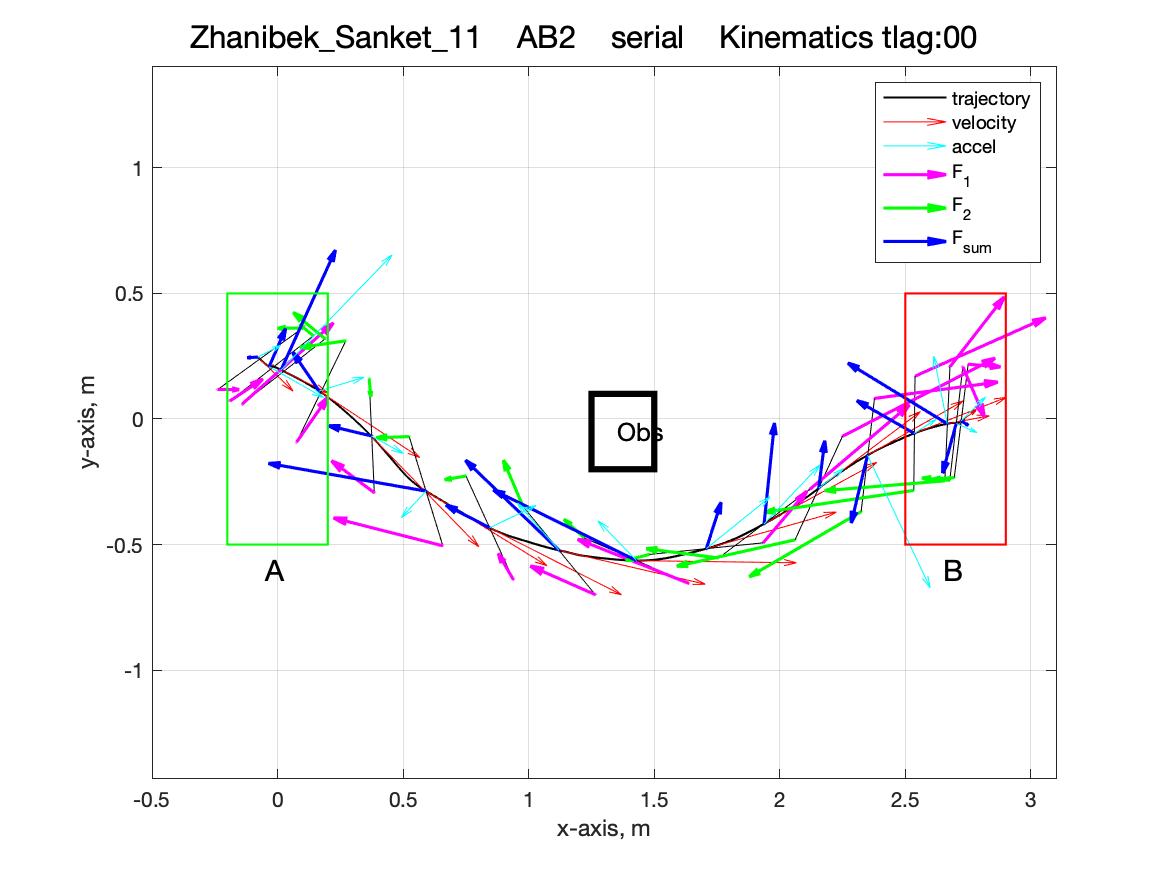 Zhanibek_Sanket_11 AB2 serial Kinematics tlag:00
trajectory
velocity
accel
F1
F2
Fsum
1
0.5
0
-0.5
-1
y-axis, m
Obs
A
B
-0.5 0 0.5 1 1.5 2 2.5 3
x-axis, m